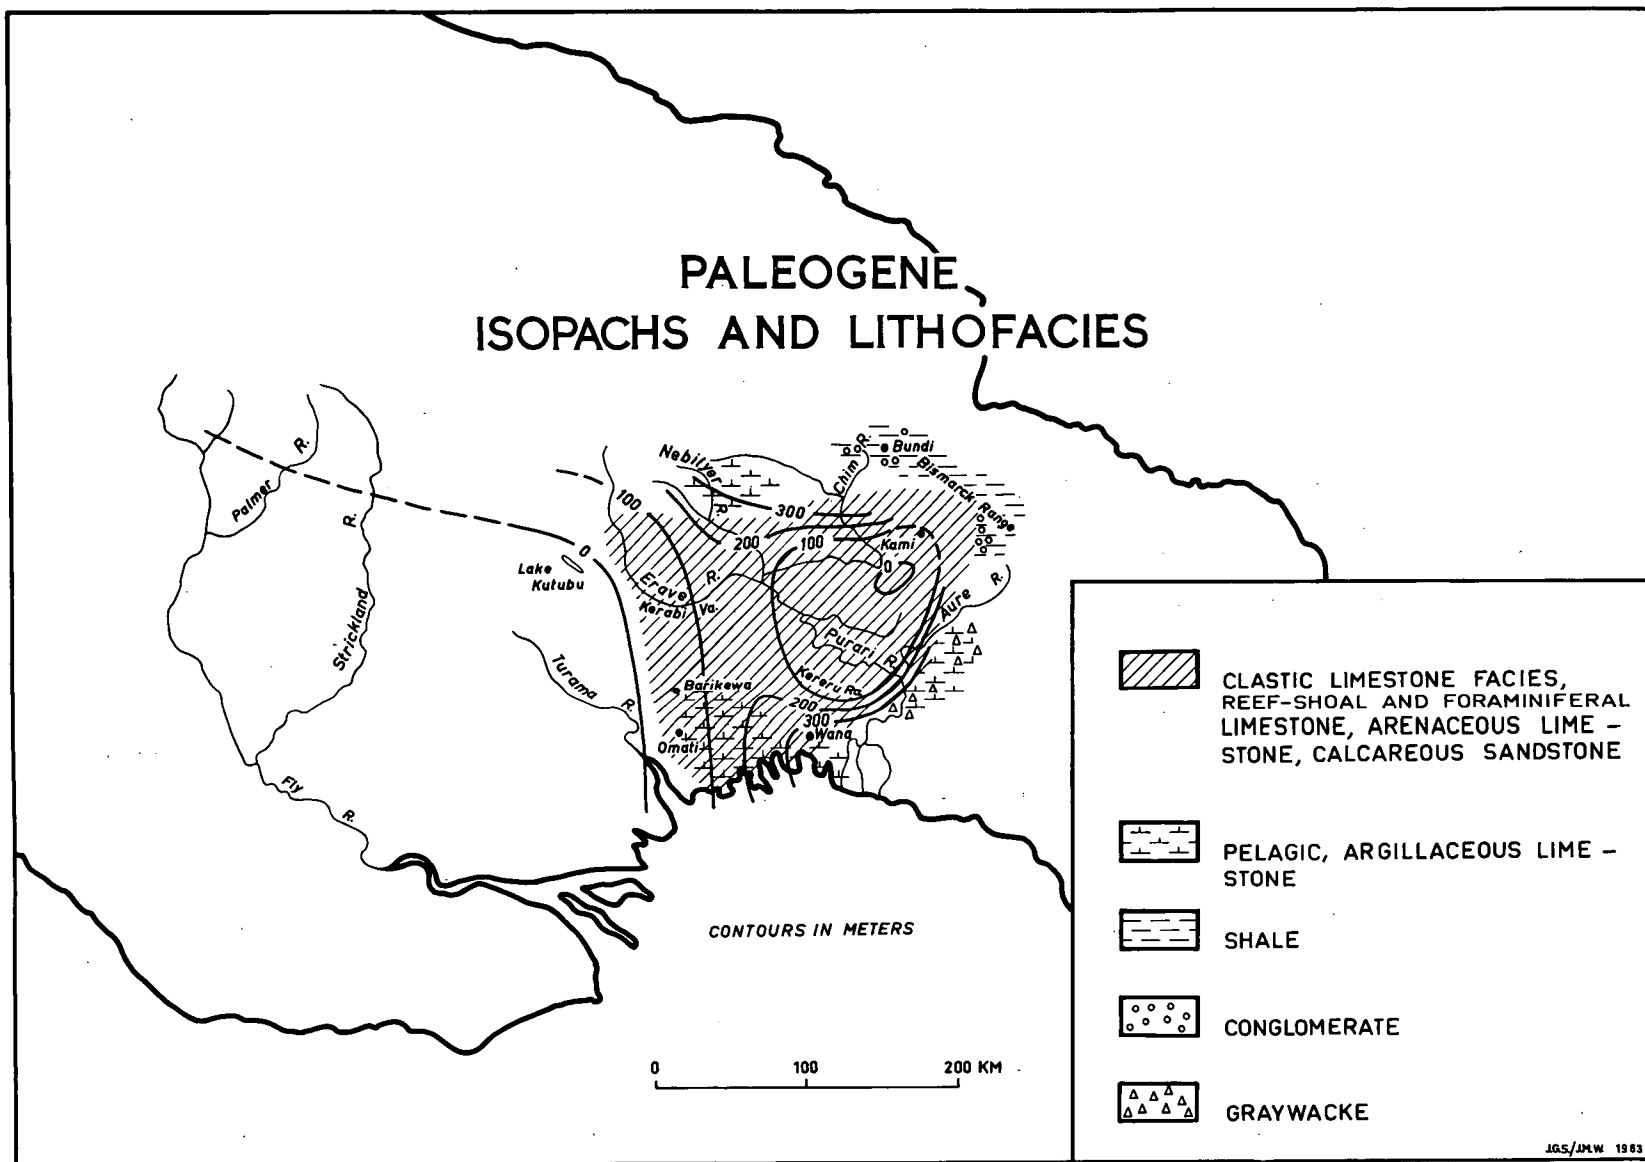 PALEOGENE
ISOPACHS AND LITHOFACIES
Palmer R.
Strickland R.
Fly R.
Turama R.
Lake
Kutubu
0
100
Nebilyer R.
300
200
100
Chim R.
Bundi
Bismarck Range
Kami
0
Erave R.
Kerabi Va.
Purari R.
Aure R.
Kereru Ra.
200
300
Barikewa
Omati
Wana
CONTOURS IN METERS
0 100 200 KM
CLASTIC LIMESTONE FACIES,
REEF-SHOAL AND FORAMINIFERAL
LIMESTONE, ARENACEOUS LIME -
STONE, CALCAREOUS SANDSTONE
PELAGIC, ARGILLACEOUS LIME -
STONE
SHALE
CONGLOMERATE
GRAYWACKE
J.G.S./J.M.W. 1963